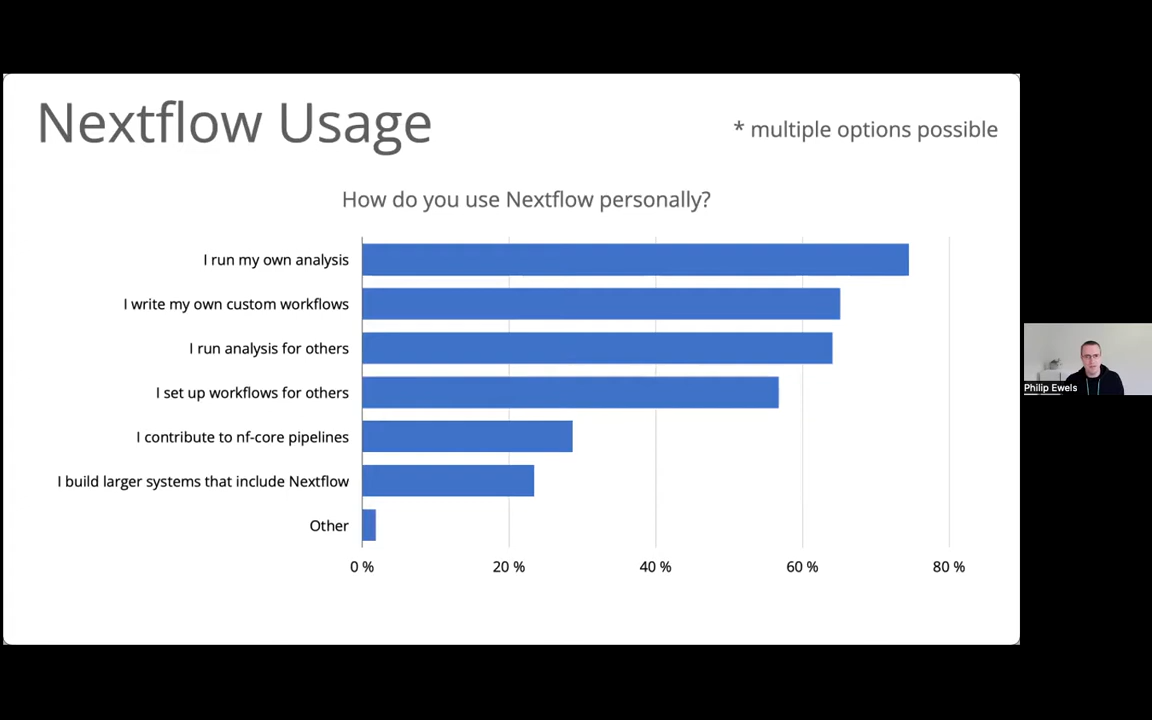 Nextflow Usage
* multiple options possible
How do you use Nextflow personally?
I run my own analysis
I write my own custom workflows
I run analysis for others
I set up workflows for others
I contribute to nf-core pipelines
I build larger systems that include Nextflow
Other
0 % 20 % 40 % 60 % 80 %
Philip Ewels